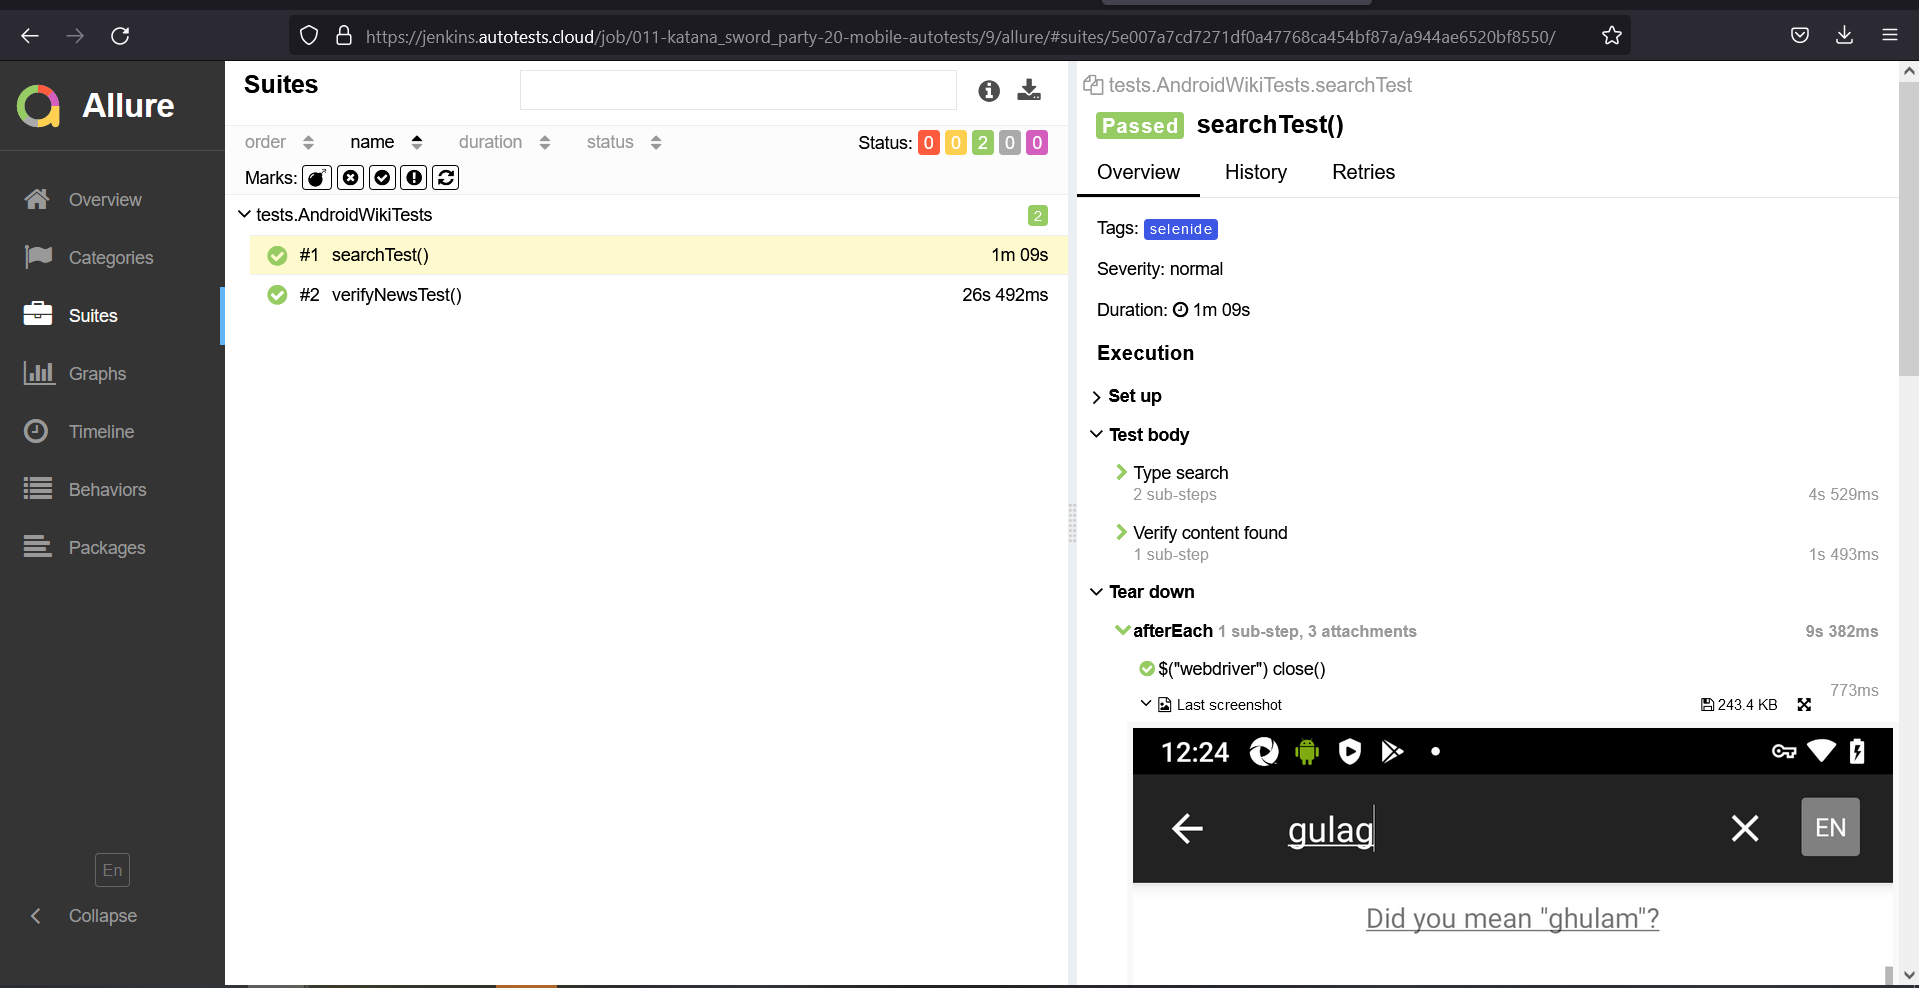 https://jenkins.autotests.cloud/job/011-katana_sword_party-20-mobile-autotests/9/allure/#suites/5e007a7cd7271df0a47768ca454bf87a/a944ae6520bf8550/
Allure
Overview
Categories
Suites
Graphs
Timeline
Behaviors
Packages
En
Collapse
Suites
order name duration status Status: 0 0 2 0 0
Marks:
tests.AndroidWikiTests 2
#1 searchTest() 1m 09s
#2 verifyNewsTest() 26s 492ms
tests.AndroidWikiTests.searchTest
Passed searchTest()
Overview History Retries
Tags: selenide
Severity: normal
Duration: 1m 09s
Execution
Set up
Test body
Type search
2 sub-steps 4s 529ms
Verify content found
1 sub-step 1s 493ms
Tear down
afterEach 1 sub-step, 3 attachments 9s 382ms
$("webdriver") close()
773ms
Last screenshot 243.4 KB
12:24
gulag EN
Did you mean "ghulam"?